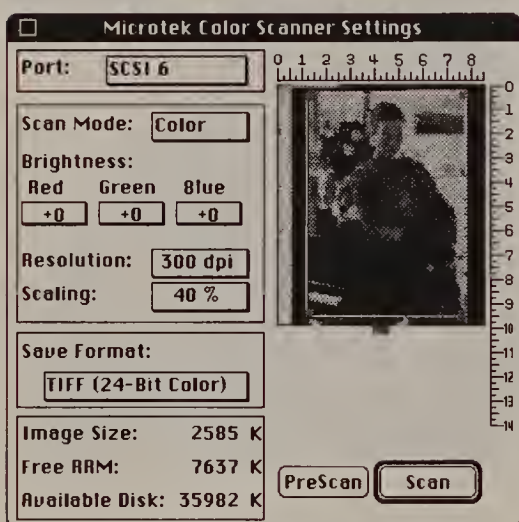 Microtek Color Scanner Settings
Port: SCSI 6
0 1 2 3 4 5 6 7 8
Scan Mode: Color
Brightness:
Red Green Blue
+0 +0 +0
Resolution: 300 dpi
Scaling: 40 %
Save Format:
TIFF (24-Bit Color)
Image Size: 2585 K
Free RAM: 7637 K
Available Disk: 35982 K
0
1
2
3
4
5
6
7
8
9
10
11
12
13
14
PreScan Scan